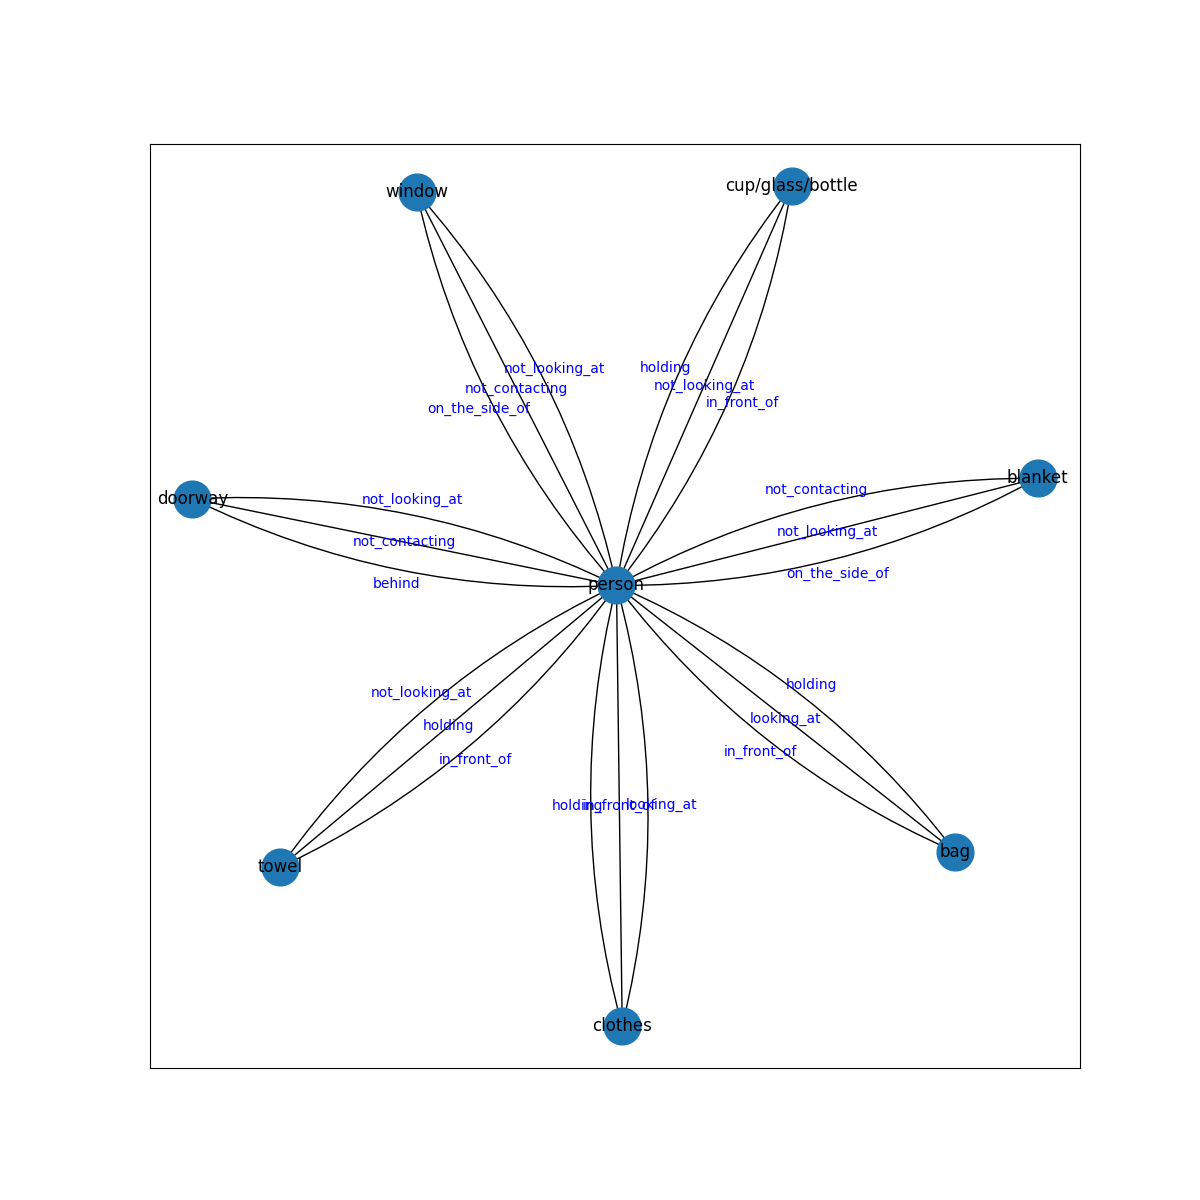 window
cup/glass/bottle
not_looking_at
not_contacting
on_the_side_of
holding
not_looking_at
in_front_of
doorway
not_looking_at
not_contacting
behind
blanket
not_contacting
not_looking_at
on_the_side_of
person
not_looking_at
holding
in_front_of
holding
looking_at
in_front_of
holding
in_front_of
looking_at
towel
bag
clothes